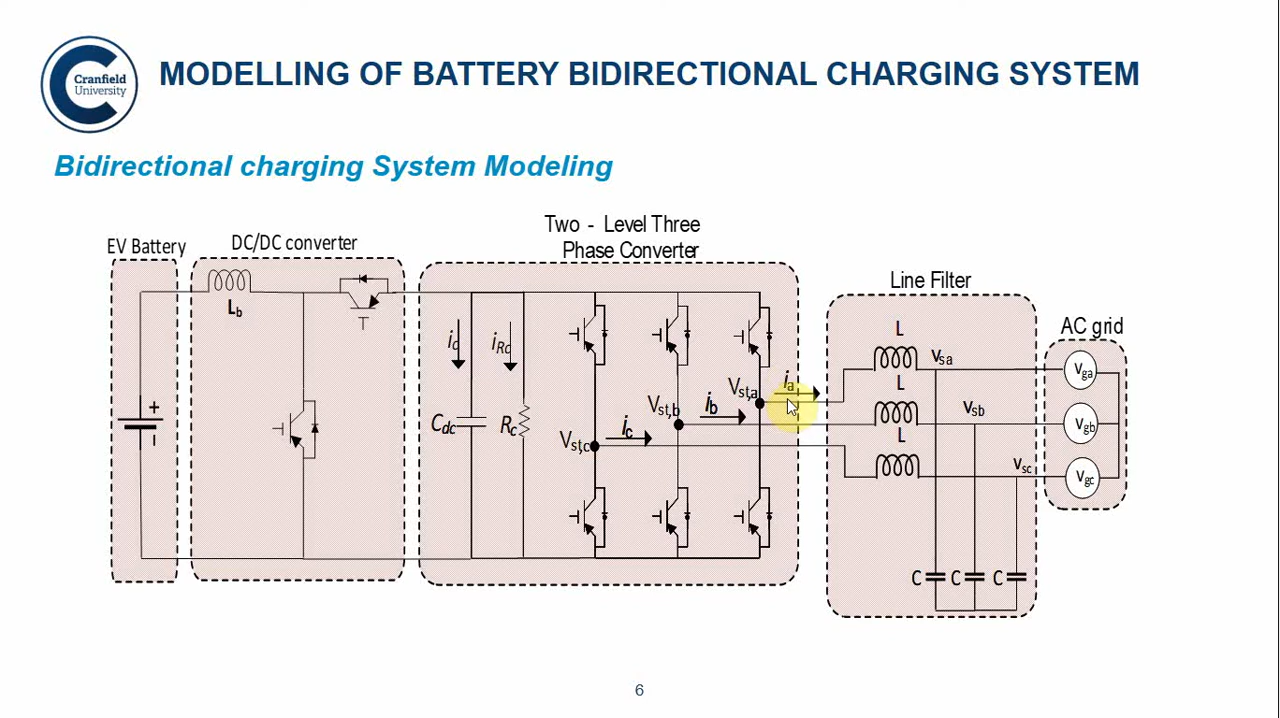 Cranfield
University
MODELLING OF BATTERY BIDIRECTIONAL CHARGING SYSTEM
Bidirectional charging System Modeling
Two - Level Three
Phase Converter
EV Battery
DC/DC converter
Line Filter
AC grid
Lb
ic
iRc
Cdc
Rc
+
-
Vst,a
Vst,b
Vst,c
ia
ib
ic
L
L
L
Vsa
Vsb
Vsc
Vga
Vgb
Vgc
C
C
C
6